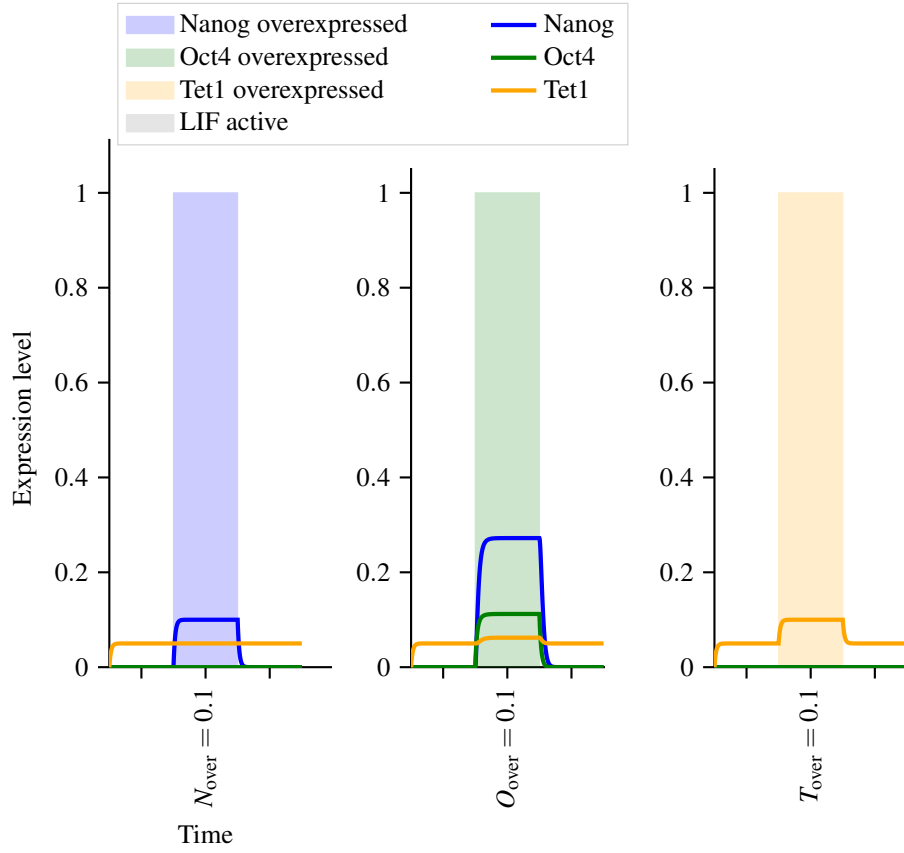 Nanog overexpressed
Oct4 overexpressed
Tet1 overexpressed
LIF active
Nanog
Oct4
Tet1
Expression level
1
0.8
0.6
0.4
0.2
0
N_over = 0.1
Time
1
0.8
0.6
0.4
0.2
0
O_over = 0.1
1
0.8
0.6
0.4
0.2
0
T_over = 0.1